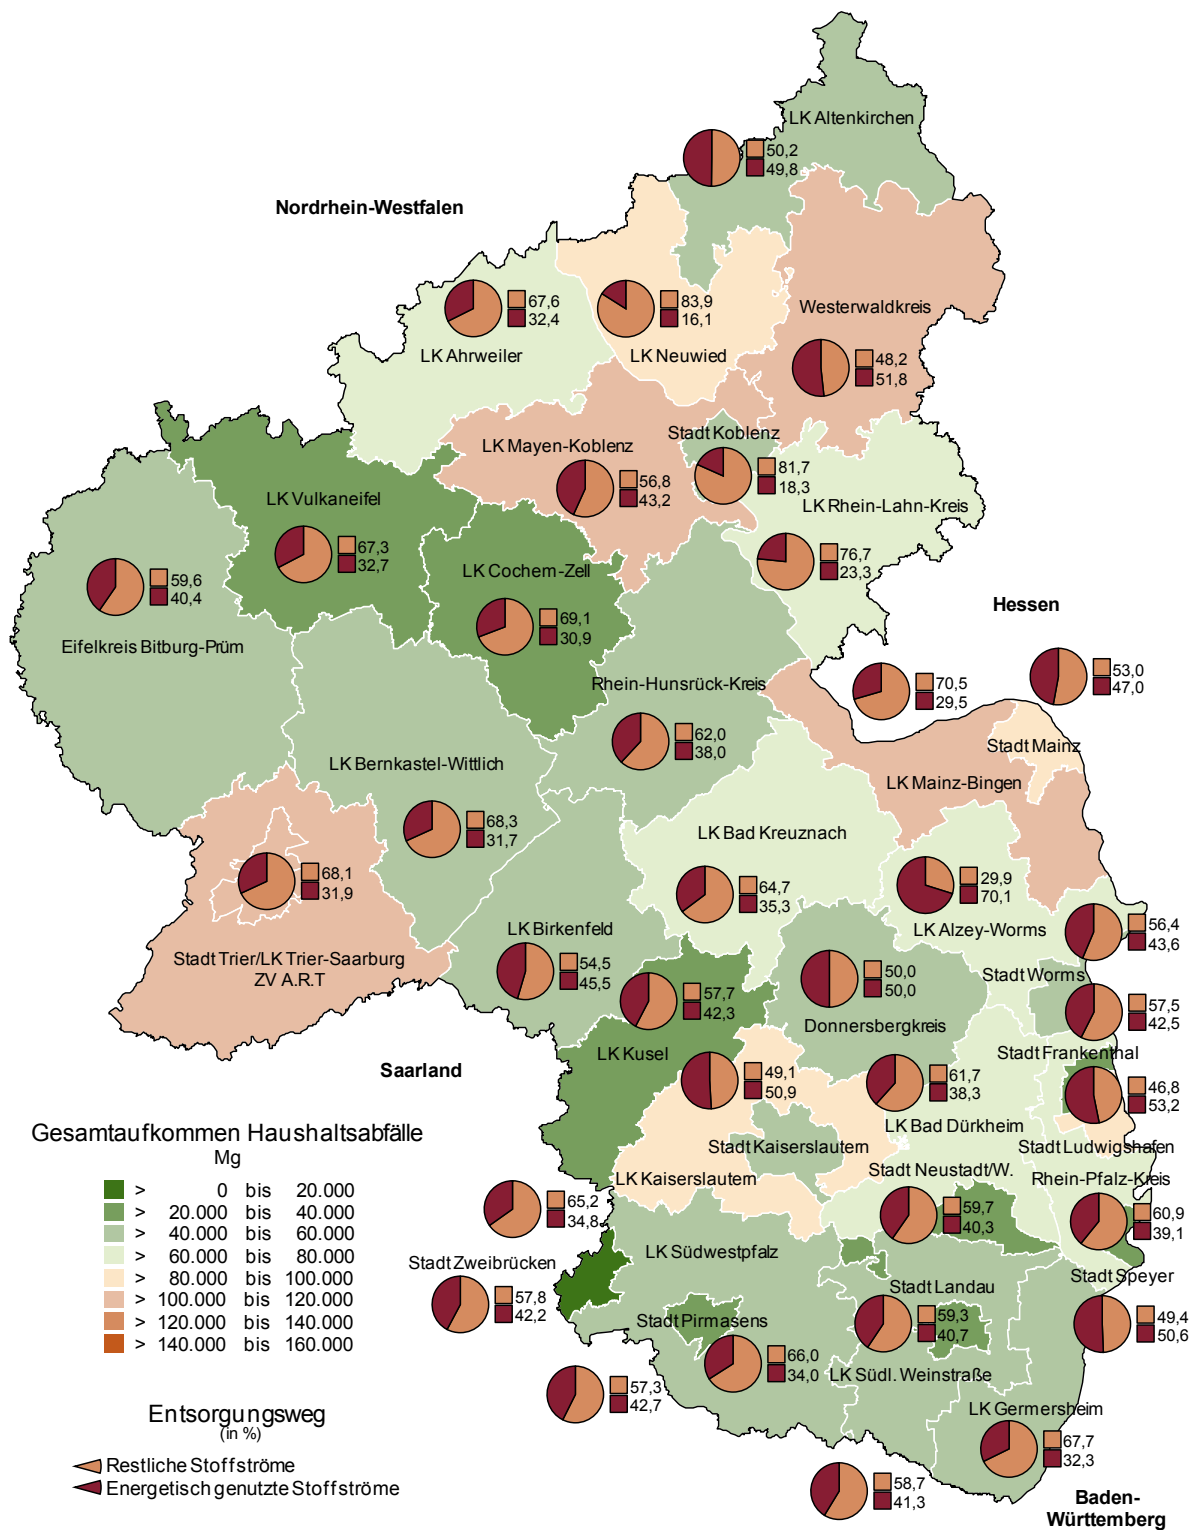 LK Altenkirchen
50,2
49,8
Nordrhein-Westfalen
67,6
32,4
LK Ahrweiler
83,9
16,1
LK Neuwied
Westerwaldkreis
48,2
51,8
LK Mayen-Koblenz
56,8
43,2
Stadt Koblenz
81,7
18,3
LK Rhein-Lahn-Kreis
76,7
23,3
LK Vulkaneifel
67,3
32,7
LK Cochem-Zell
69,1
30,9
59,6
40,4
Eifelkreis Bitburg-Prüm
Hessen
Rhein-Hunsrück-Kreis
62,0
38,0
70,5
29,5
53,0
47,0
Stadt Mainz
LK Mainz-Bingen
LK Bernkastel-Wittlich
68,3
31,7
LK Bad Kreuznach
64,7
35,3
29,9
70,1
LK Alzey-Worms
68,1
31,9
Stadt Trier/LK Trier-Saarburg
ZV A.R.T
LK Birkenfeld
54,5
45,5
56,4
43,6
Stadt Worms
57,7
42,3
LK Kusel
50,0
50,0
Donnersbergkreis
57,5
42,5
Stadt Frankenthal
Saarland
49,1
50,9
61,7
38,3
LK Bad Dürkheim
46,8
53,2
Stadt Ludwigshafen
Stadt Kaiserslautern
LK Kaiserslautern
Stadt Neustadt/W.
59,7
40,3
Rhein-Pfalz-Kreis
60,9
39,1
Stadt Speyer
65,2
34,8
LK Südwestpfalz
Stadt Zweibrücken
57,8
42,2
Stadt Pirmasens
66,0
34,0
Stadt Landau
59,3
40,7
49,4
50,6
LK Südl. Weinstraße
57,3
42,7
LK Germersheim
67,7
32,3
58,7
41,3
Baden-
Württemberg
Gesamtaufkommen Haushaltsabfälle
Mg
> 0 bis 20.000
> 20.000 bis 40.000
> 40.000 bis 60.000
> 60.000 bis 80.000
> 80.000 bis 100.000
> 100.000 bis 120.000
> 120.000 bis 140.000
> 140.000 bis 160.000
Entsorgungsweg
(in %)
Restliche Stoffströme
Energetisch genutzte Stoffströme